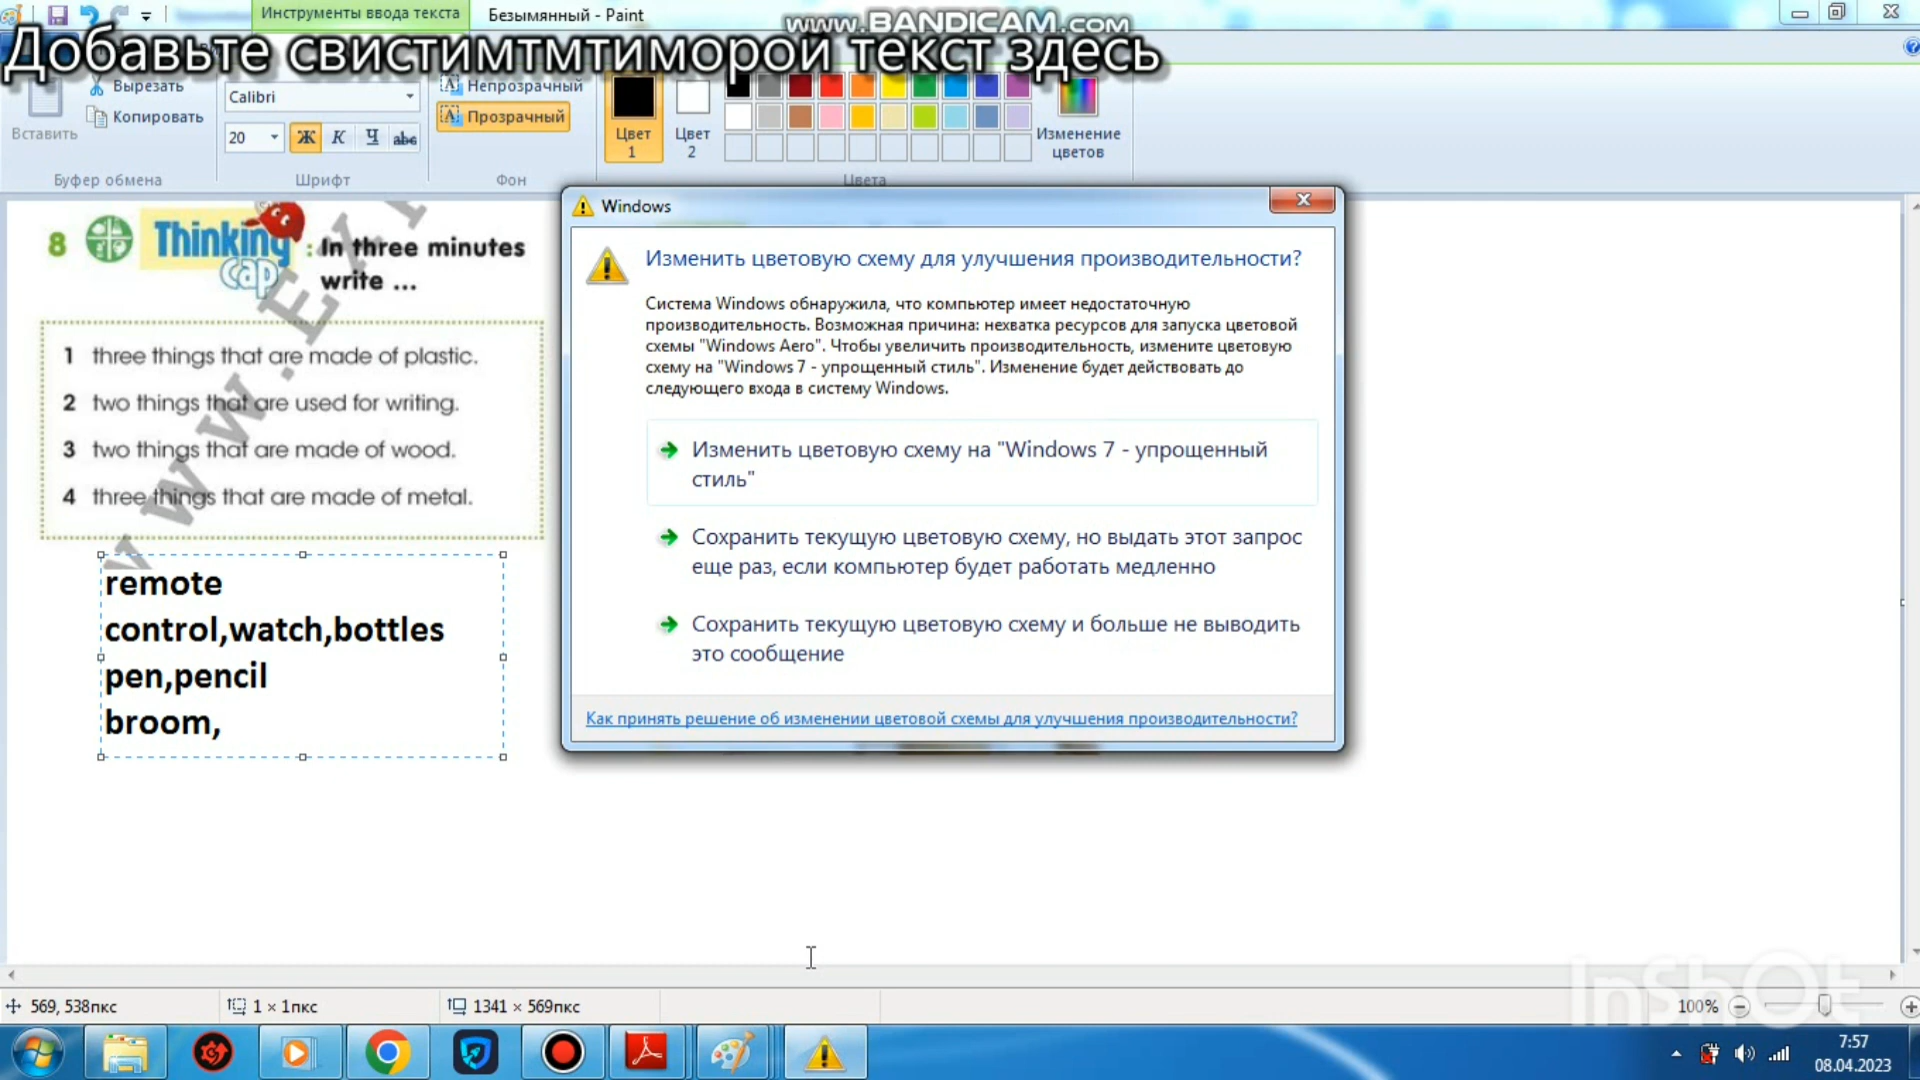 Инструменты ввода текста
Безымянный - Paint
www.BANDICAM.com
Добавьте свистимтмтиморой текст здесь
Вырезать
Копировать
Вставить
Буфер обмена
Calibri
20
Ж К Ч abc
Шрифт
Непрозрачный
Прозрачный
Фон
Цвет
1
Цвет
2
Изменение
цветов
Цвета
8 Thinking
cap
: In three minutes
write ...
1 three things that are made of plastic.
2 two things that are used for writing.
3 two things that are made of wood.
4 three things that are made of metal.
remote
control,watch,bottles
pen,pencil
broom,
Windows
Изменить цветовую схему для улучшения производительности?
Система Windows обнаружила, что компьютер имеет недостаточную
производительность. Возможная причина: нехватка ресурсов для запуска цветовой
схемы "Windows Aero". Чтобы увеличить производительность, измените цветовую
схему на "Windows 7 - упрощенный стиль". Изменение будет действовать до
следующего входа в систему Windows.
Изменить цветовую схему на "Windows 7 - упрощенный
стиль"
Сохранить текущую цветовую схему, но выдать этот запрос
еще раз, если компьютер будет работать медленно
Сохранить текущую цветовую схему и больше не выводить
это сообщение
Как принять решение об изменении цветовой схемы для улучшения производительности?
InShOt
569, 538пкс
1 × 1пкс
1341 × 569пкс
100%
7:57
08.04.2023